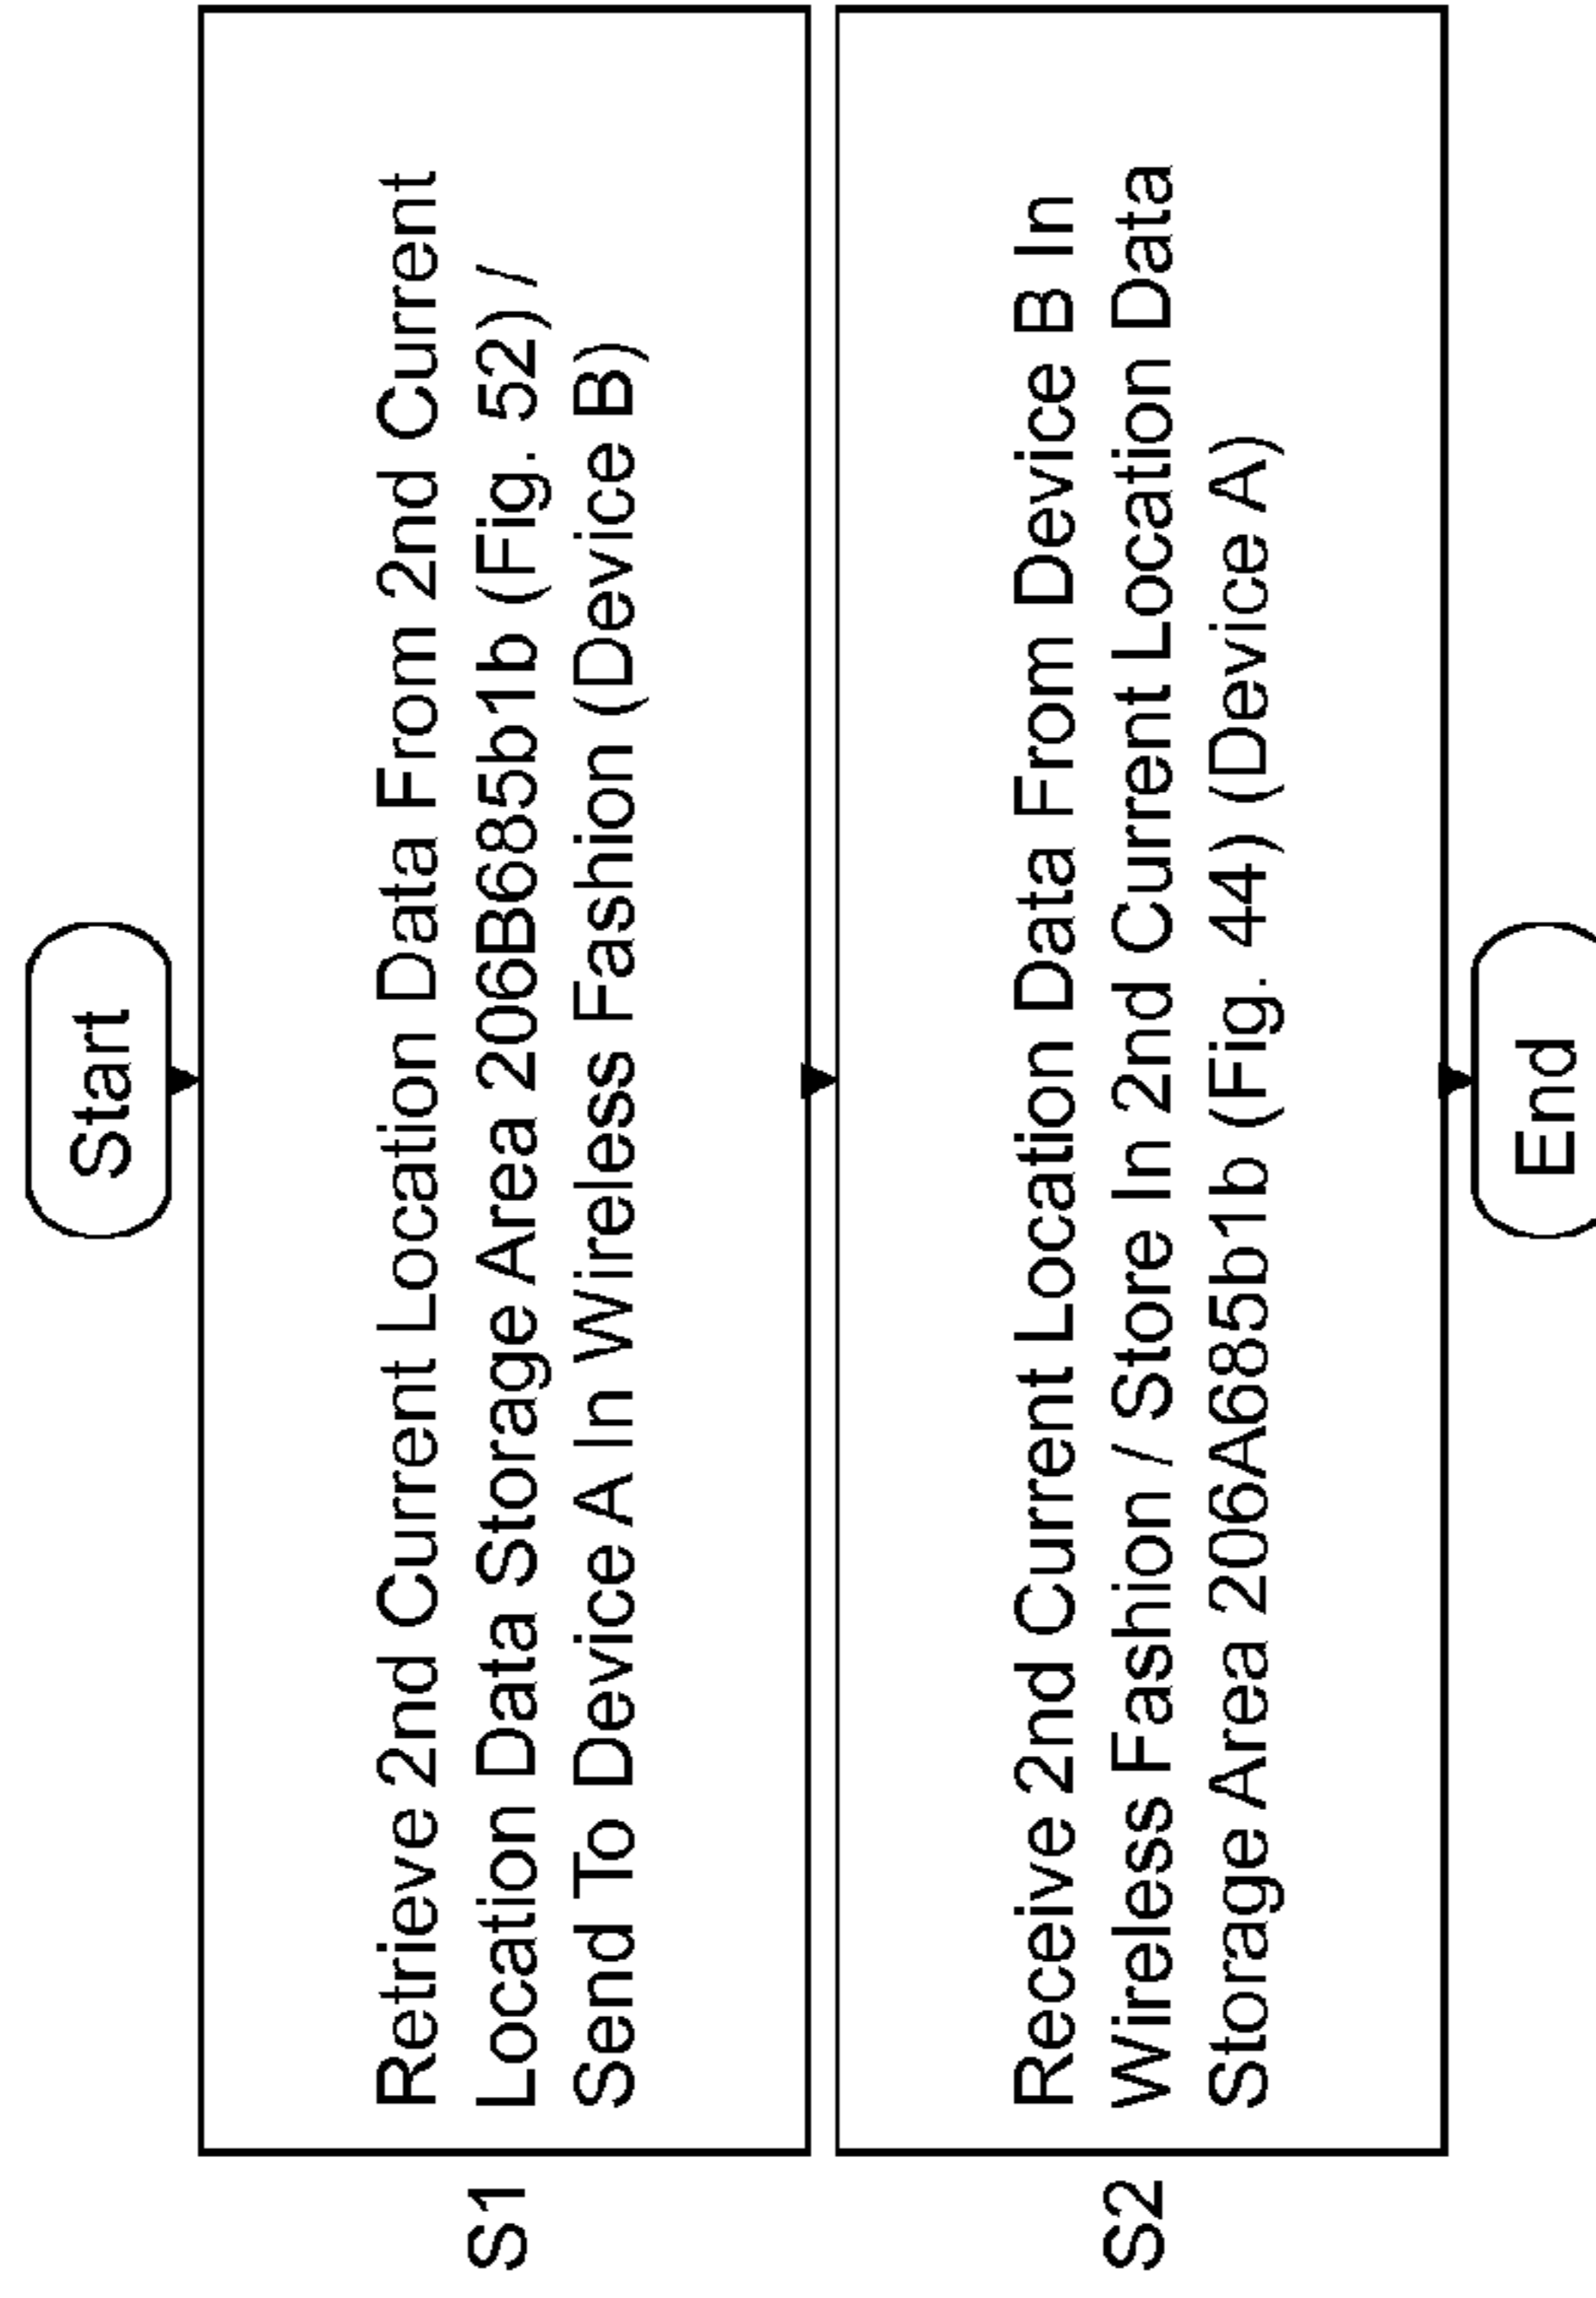 Start
S1
Retrieve 2nd Current Location Data From 2nd Current
Location Data Storage Area 206B685b1b (Fig. 52) /
Send To Device A In Wireless Fashion (Device B)
S2
Receive 2nd Current Location Data From Device B In
Wireless Fashion / Store In 2nd Current Location Data
Storage Area 206A685b1b (Fig. 44) (Device A)
End